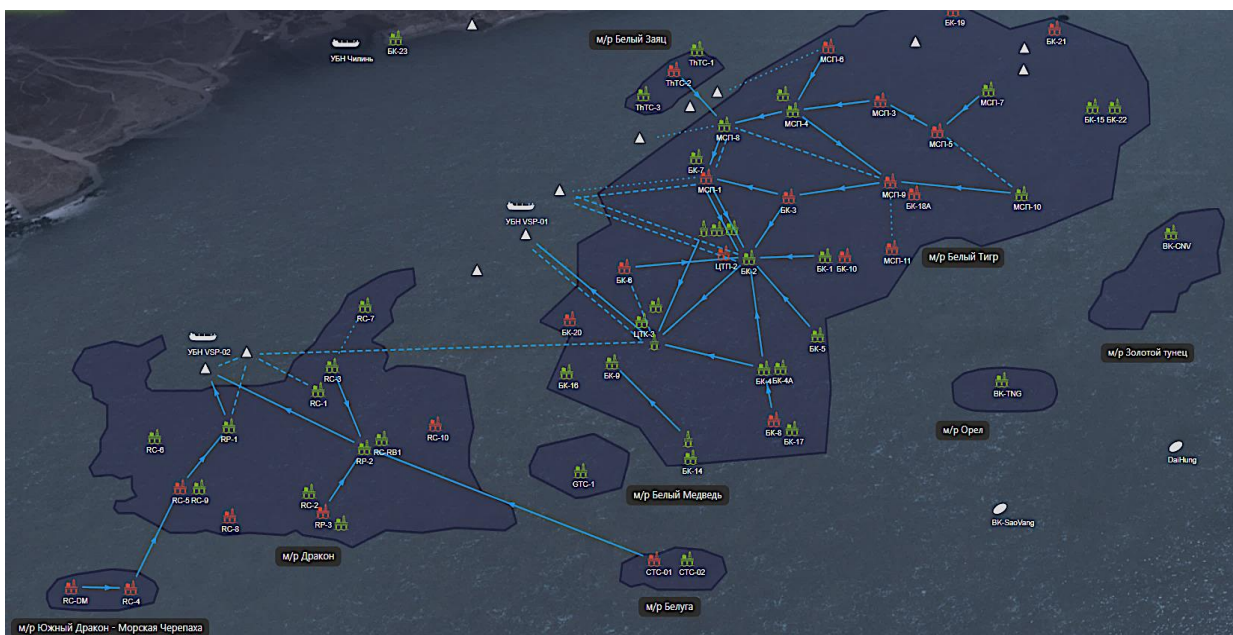 БК-19
БК-21
м/р Белый Заяц
УБН Чилинь
БК-23
ThTC-1
МСП-6
ThTC-2
ThTC-3
МСП-4
МСП-3
МСП-7
БК-15
БК-22
МСП-8
МСП-5
БК-7
МСП-1
МСП-9
БК-18А
МСП-10
БК-3
УБН VSP-01
БК-CNV
МСП-11
м/р Белый Тигр
ЦТП-2
БК-2
БК-1
БК-10
БК-6
RC-7
БК-20
ЦТК-3
УБН VSP-02
БК-5
м/р Золотой тунец
RC-3
БК-9
БК-16
БК-4
БК-4А
RC-1
BK-TNG
м/р Орел
RC-10
RP-1
БК-8
БК-17
RC-6
RC-RB1
RP-2
БК-14
DaiHung
GTC-1
RC-5
RC-9
м/р Белый Медведь
RC-2
RP-3
RC-8
BK-SaoVang
м/р Дракон
СТС-01
СТС-02
RC-DM
RC-4
м/р Белуга
м/р Южный Дракон - Морская Черепаха